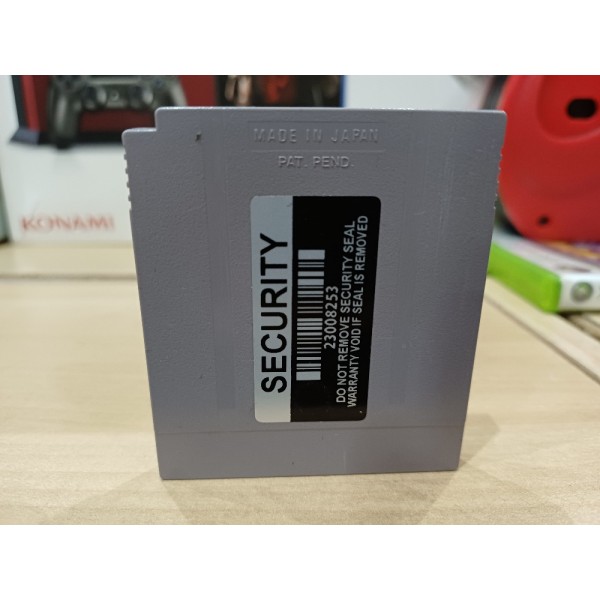 MADE IN JAPAN
PAT. PEND.
SECURITY
23008253
DO NOT REMOVE SECURITY SEAL
WARRANTY VOID IF SEAL IS REMOVED
KONAMI